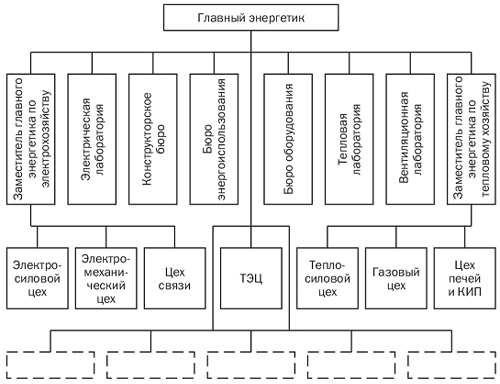 Главный энергетик
Заместитель главного
энергетика по
электрохозяйству
Электрическая
лаборатория
Конструкторское
бюро
Бюро
энергоиспользования
Бюро оборудования
Тепловая
лаборатория
Вентиляционная
лаборатория
Заместитель главного
энергетика по
тепловому хозяйству
Электро-
силовой
цех
Электро-
механи-
ческий
цех
Цех
связи
ТЭЦ
Тепло-
силовой
цех
Газовый
цех
Цех
печей
и КИП